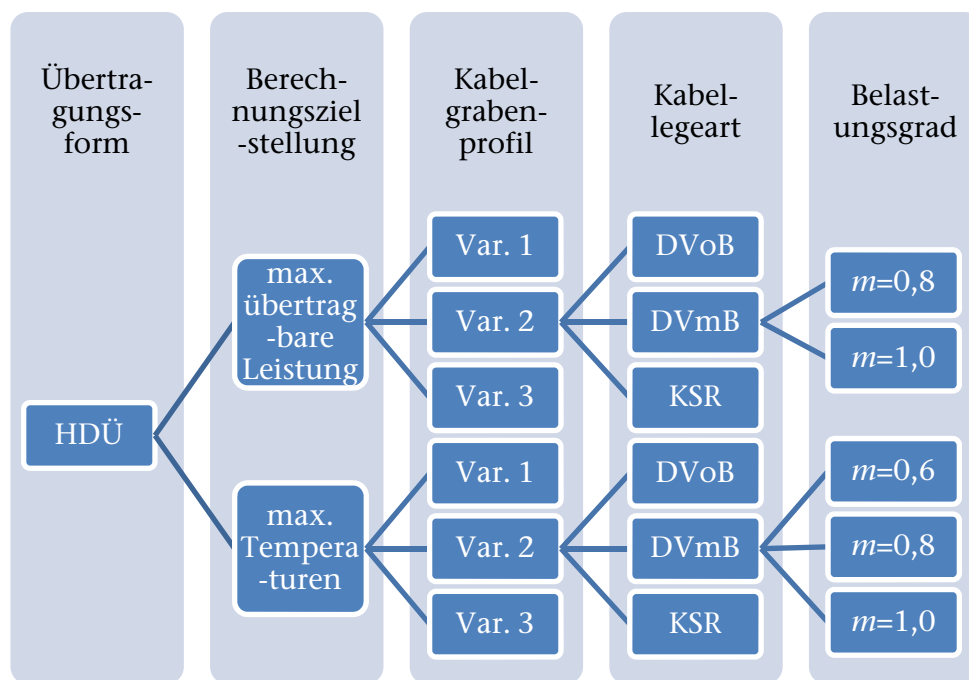 Übertra-
gungs-
form
Berech-
nungsziel
-stellung
Kabel-
graben-
profil
Kabel-
legeart
Belast-
ungsgrad
HDÜ
max.
übertrag
-bare
Leistung
Var. 1
Var. 2
Var. 3
DVoB
DVmB
KSR
m=0,8
m=1,0
max.
Tempera
-turen
Var. 1
Var. 2
Var. 3
DVoB
DVmB
KSR
m=0,6
m=0,8
m=1,0